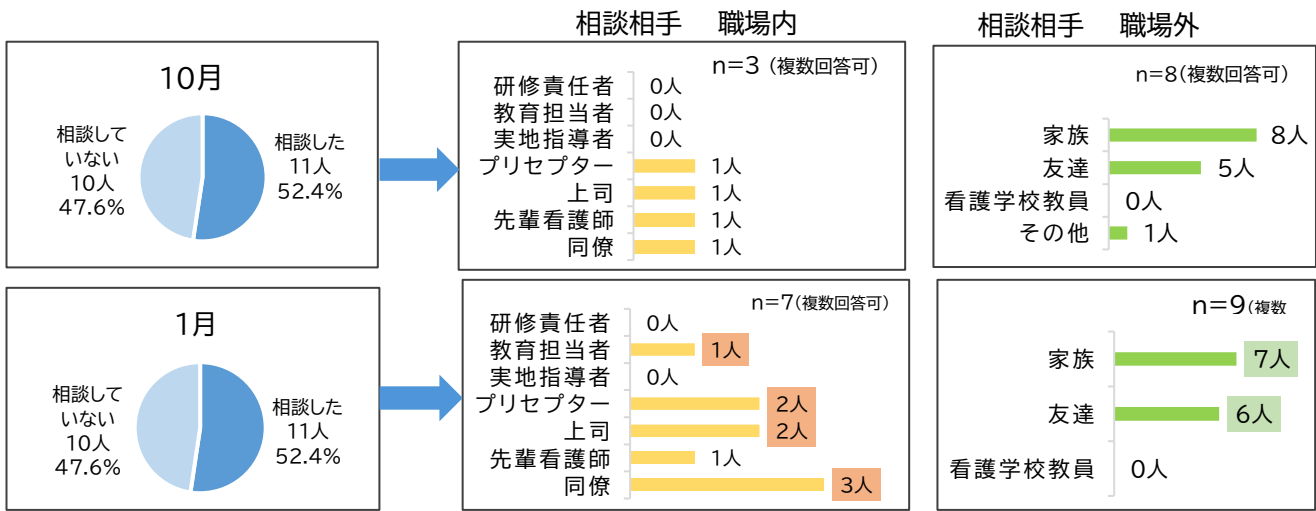 相談相手 職場内
相談相手 職場外
10月
相談して
いない
10人
47.6%
相談した
11人
52.4%
n=3 (複数回答可)
研修責任者 0人
教育担当者 0人
実地指導者 0人
プリセプター 1人
上司 1人
先輩看護師 1人
同僚 1人
n=8(複数回答可)
家族 8人
友達 5人
看護学校教員 0人
その他 1人
1月
相談して
いない
10人
47.6%
相談した
11人
52.4%
n=7(複数回答可)
研修責任者 0人
教育担当者 1人
実地指導者 0人
プリセプター 2人
上司 2人
先輩看護師 1人
同僚 3人
n=9(複数
家族 7人
友達 6人
看護学校教員 0人